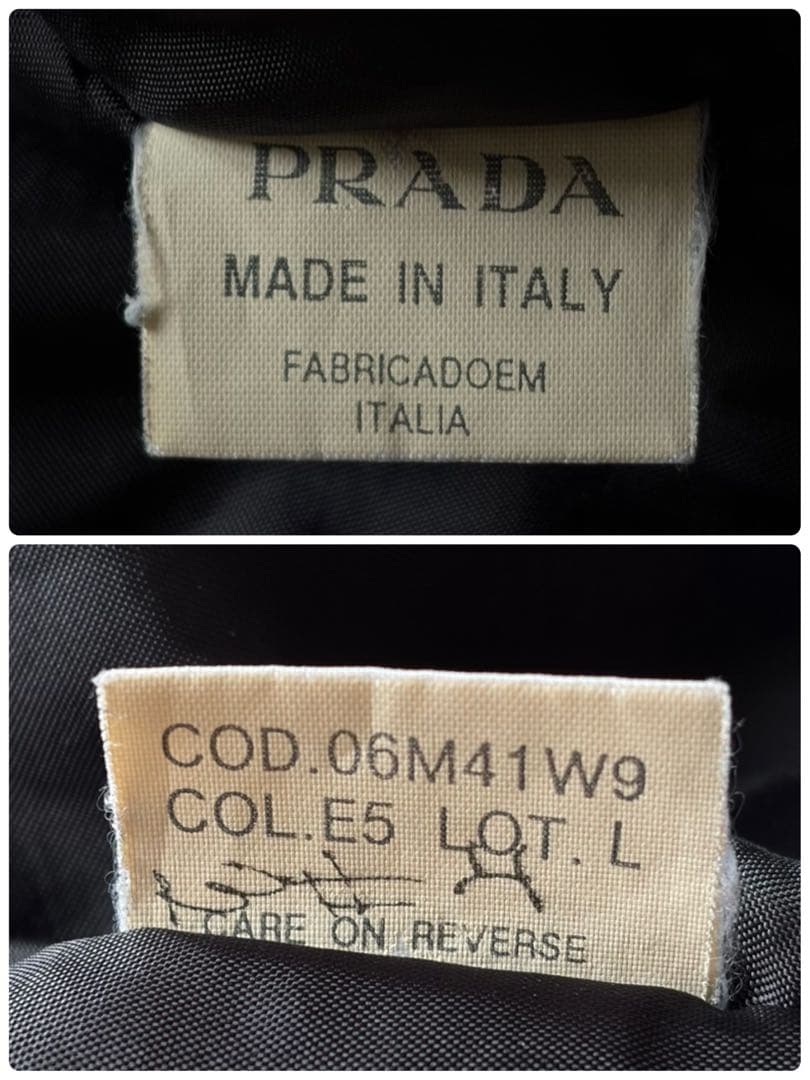 PRADA
MADE IN ITALY
FABRICADOEM
ITALIA
COD.06M41W9
COL.E5 LOT. L
CARE ON REVERSE